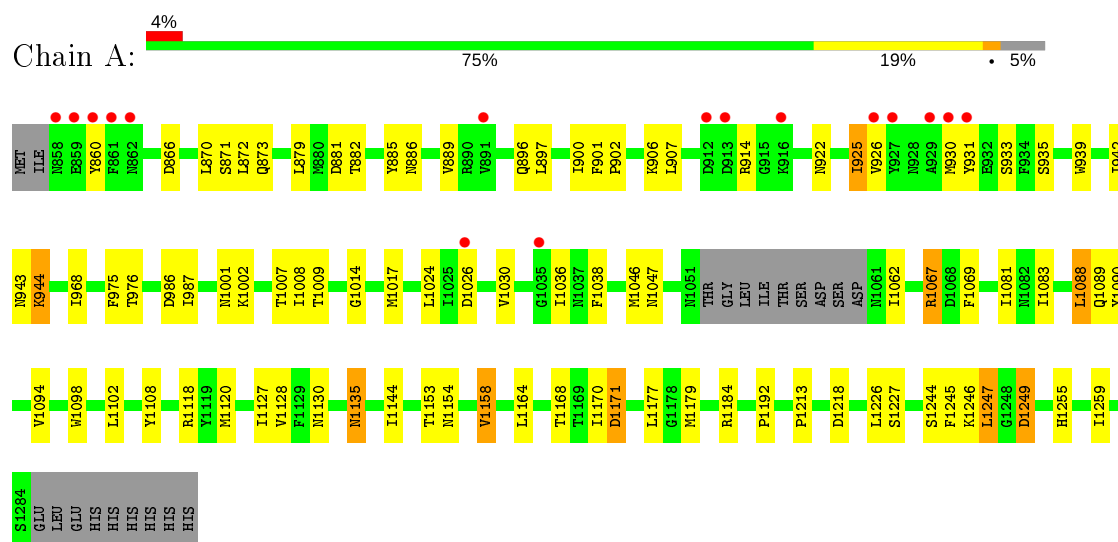 4%
Chain A:
75% 19% • 5%
MET ILE N858 E859 Y860 F861 N862 D866 L870 S871 L872 Q873 L879 M880 D881 T882 Y885 N886 V889 R890 V891 Q896 L897 I900 F901 P902 K906 L907 D912 D913 R914 G915 K916 N922 I925 V926 Y927 N928 A929 M930 Y931 E932 S933 F934 S935 W939 I942
N943 K944 I968 F975 T976 D986 I987 N1001 K1002 T1007 I1008 T1009 G1014 M1017 L1024 I1025 D1026 V1030 G1035 I1036 N1037 F1038 M1046 N1047 N1051 THR GLY LEU ILE THR SER ASP SER ASP N1061 I1062 R1067 D1068 F1069 I1081 N1082 I1083 L1088 Q1089 Y1090
V1094 W1098 L1102 Y1108 R1118 Y1119 M1120 I1127 V1128 F1129 N1130 N1135 I1144 T1153 N1154 V1158 L1164 T1168 T1169 I1170 D1171 L1177 G1178 M1179 R1184 P1192 P1213 D1218 L1226 S1227 S1244 F1245 K1246 L1247 G1248 D1249 H1255 I1259
S1284 GLU LEU GLU HIS HIS HIS HIS HIS HIS